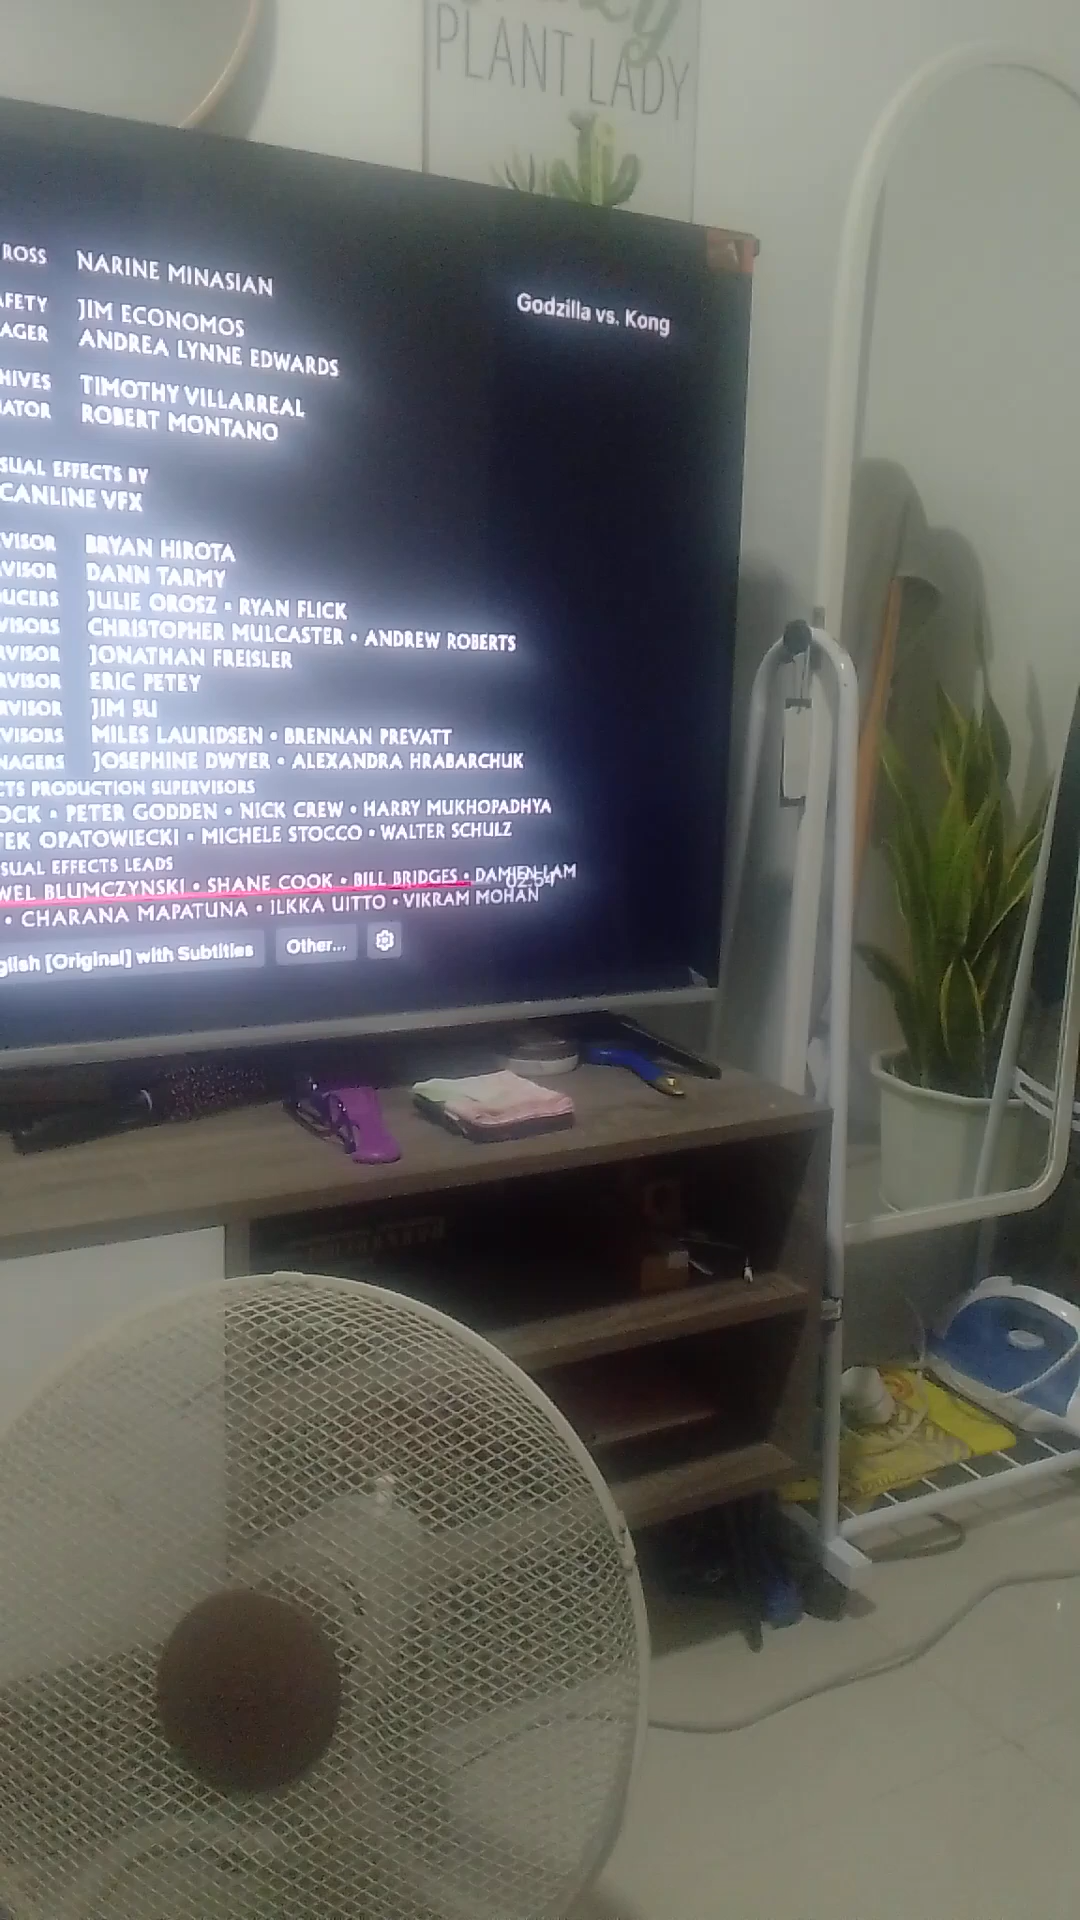 PLANT LADY
Godzilla vs. Kong
ROSS NARINE MINASIAN
AFETY JIM ECONOMOS
AGER ANDREA LYNNE EDWARDS
HIVES TIMOTHY VILLARREAL
ATOR ROBERT MONTANO
SUAL EFFECTS BY
CANLINE VFX
VISOR BRYAN HIROTA
VISOR DANN TARMY
UCERS JULIE OROSZ • RYAN FLICK
VISORS CHRISTOPHER MULCASTER • ANDREW ROBERTS
RVISOR JONATHAN FREISLER
RVISOR ERIC PETEY
RVISOR JIM SU
VISORS MILES LAURIDSEN • BRENNAN PREVATT
NAGERS JOSEPHINE DWYER • ALEXANDRA HRABARCHUK
CTS PRODUCTION SUPERVISORS
OCK • PETER GODDEN • NICK CREW • HARRY MUKHOPADHYA
TEK OPATOWIECKI • MICHELE STOCCO • WALTER SCHULZ
SUAL EFFECTS LEADS
WEL BLUMCZYNSKI • SHANE COOK • BILL BRIDGES • DAMIEN LAM
• CHARANA MAPATUNA • ILKKA UITTO • VIKRAM MOHAN
glish [Original] with Subtitles Other...